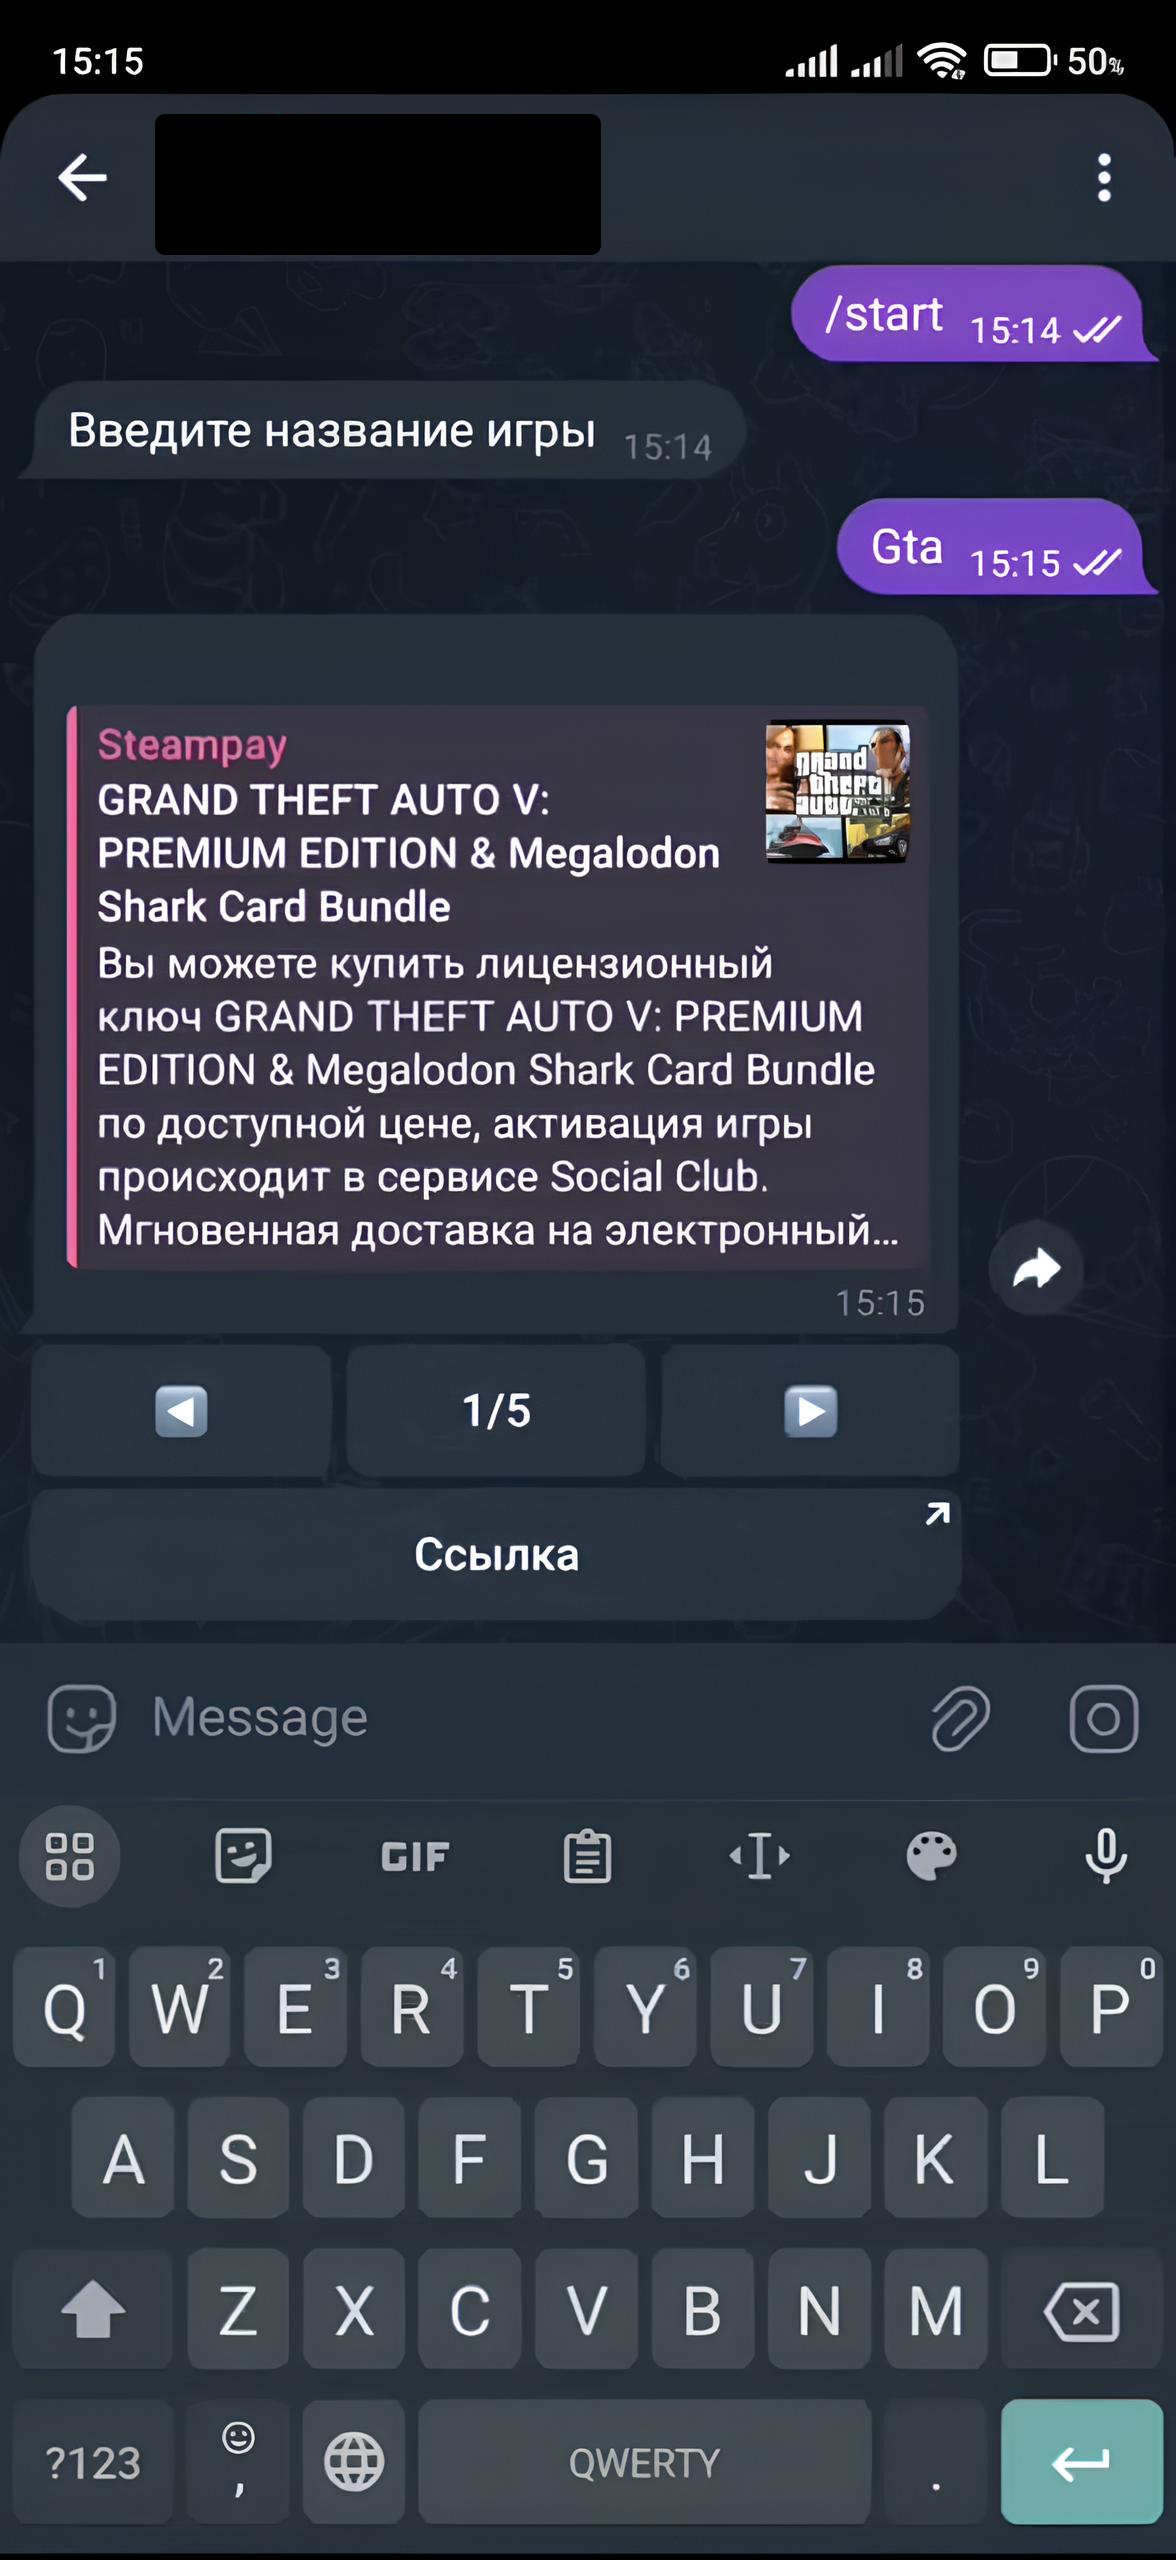 15:15
50%
/start 15:14
Введите название игры 15:14
Gta 15:15
Steampay
GRAND THEFT AUTO V:
PREMIUM EDITION & Megalodon
Shark Card Bundle
grand
theft
auto
Вы можете купить лицензионный
ключ GRAND THEFT AUTO V: PREMIUM
EDITION & Megalodon Shark Card Bundle
по доступной цене, активация игры
происходит в сервисе Social Club.
Мгновенная доставка на электронный...
15:15
1/5
Ссылка
Message
GIF
1 2 3 4 5 6 7 8 9 0
Q W E R T Y U I O P
A S D F G H J K L
Z X C V B N M
?123 , QWERTY .